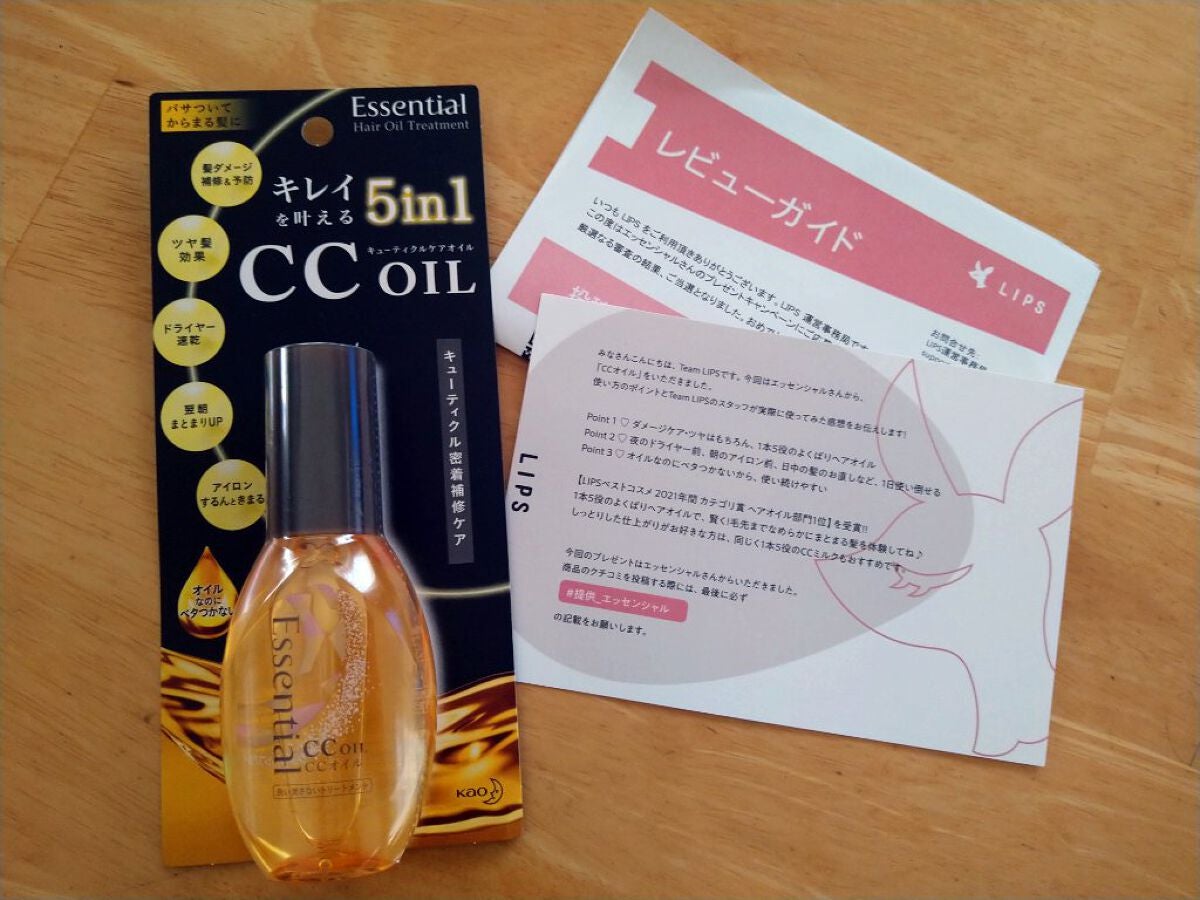 パサついて
からまる髪に
Essential
Hair Oil Treatment
髪ダメージ
補修&予防
キレイ
を叶える
5in1
キューティクルケアオイル
CC OIL
ツヤ髪
効果
ドライヤー
速乾
翌朝
まとまりUP
アイロン
するんときまる
キューティクル密着補修ケア
オイル
なのに
ベタつかない
Essential
CC OIL
CCオイル
洗い流さないトリートメント
Kao
レビューガイド
LIPS
いつも LIPS をご利用頂きありがとうございます。LIPS 運営事務局です
この度はエッセンシャルさんのプレゼントキャンペーンにご応募
厳選なる審査の結果、ご当選となりました。おめでと
お問合せ先:
LIPS運営事務局
LIPS
みなさんこんにちは、Team LIPSです。今回はエッセンシャルさんから、
「CCオイル」をいただきました。
使い方のポイントとTeam LIPSのスタッフが実際に使ってみた感想をお伝えします!
Point 1 ♡ ダメージケア・ツヤはもちろん、1本5役のよくばりヘアオイル
Point 2 ♡ 夜のドライヤー前、朝のアイロン前、日中の髪のお直しなど、1日使い倒せる
Point 3 ♡ オイルなのにベタつかないから、使い続けやすい
【LIPSベストコスメ 2021年間 カテゴリ賞 ヘアオイル部門1位】を受賞!!
1本5役のよくばりヘアオイルで、賢く!毛先までなめらかにまとまる髪を体験してね♪
しっとりした仕上がりがお好きな方は、同じく1本5役のCCミルクもおすすめです。
今回のプレゼントはエッセンシャルさんからいただきました。
商品のクチコミを投稿する際には、最後に必ず
#提供_エッセンシャル
の記載をお願いします。